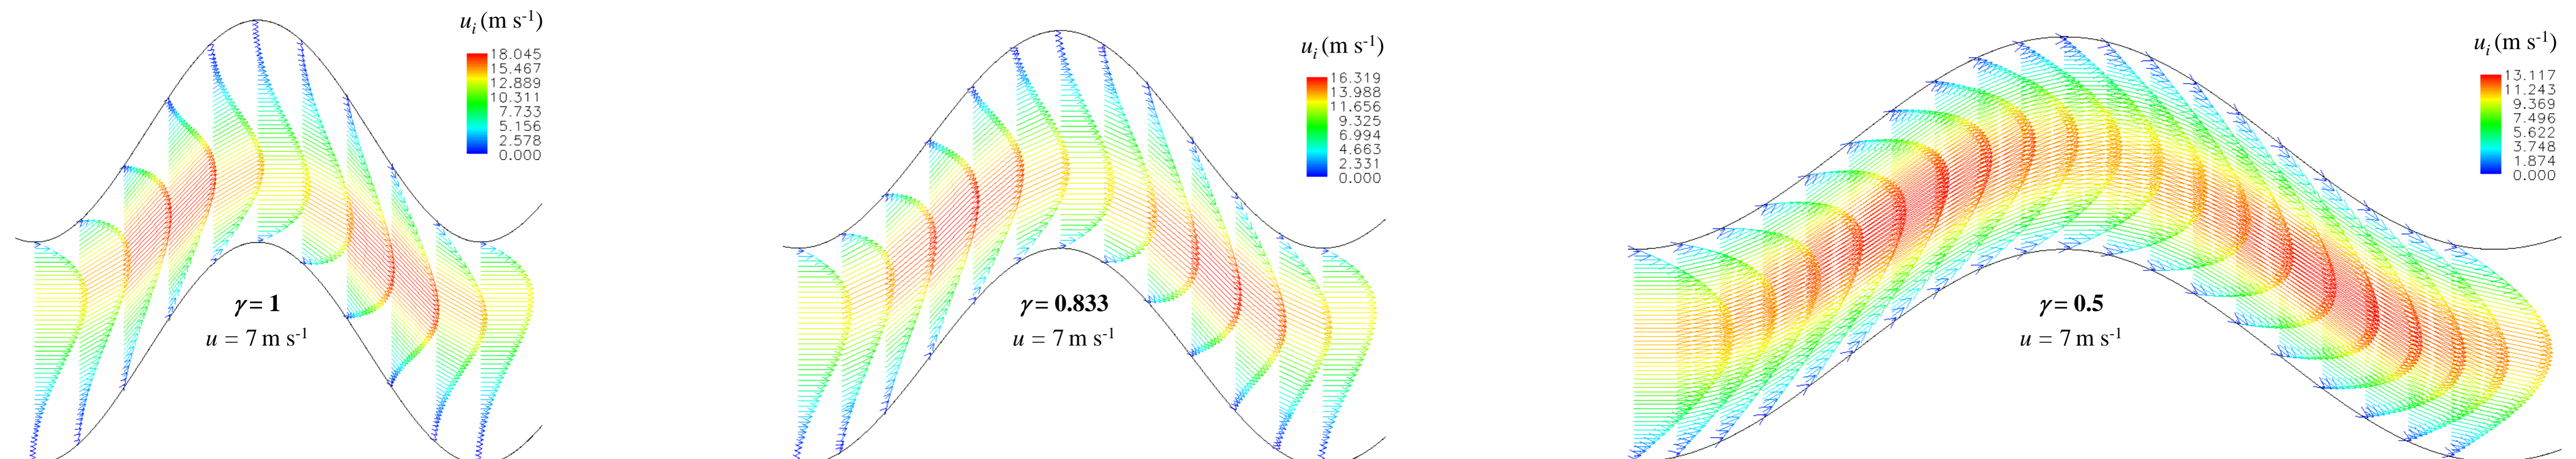 uᵢ (m s⁻¹)
18.045
15.467
12.889
10.311
7.733
5.156
2.578
0.000
γ = 1
u = 7 m s⁻¹
uᵢ (m s⁻¹)
16.319
13.988
11.656
9.325
6.994
4.663
2.331
0.000
γ = 0.833
u = 7 m s⁻¹
uᵢ (m s⁻¹)
13.117
11.243
9.369
7.496
5.622
3.748
1.874
0.000
γ = 0.5
u = 7 m s⁻¹